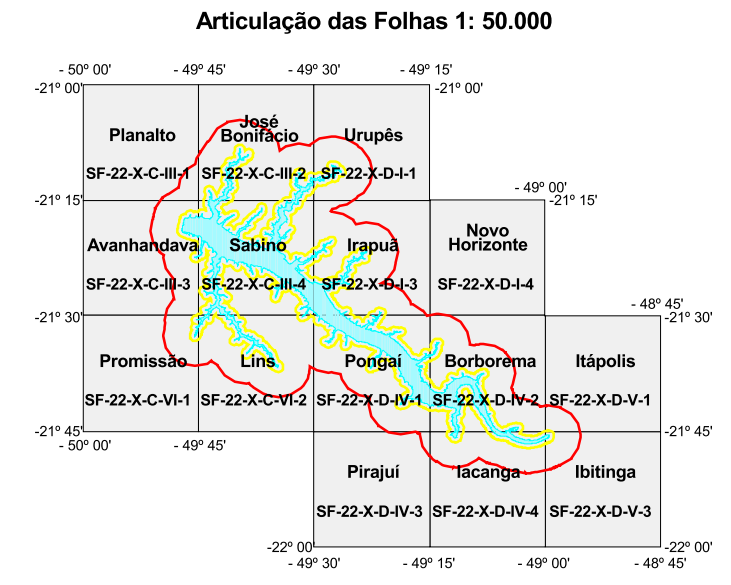 Articulação das Folhas 1: 50.000
- 50º 00' - 49º 45' - 49º 30' - 49º 15'
-21º 00' -21º 00'
José
Planalto Bonifácio Urupês
SF-22-X-C-III-1 SF-22-X-C-III-2 SF-22-X-D-I-1
- 49º 00'
-21º 15' -21º 15'
Novo
Avanhandava Sabino Irapuã Horizonte
SF-22-X-C-III-3 SF-22-X-C-III-4 SF-22-X-D-I-3 SF-22-X-D-I-4
- 48º 45'
-21º 30' -21º 30'
Promissão Lins Pongaí Borborema Itápolis
SF-22-X-C-VI-1 SF-22-X-C-VI-2 SF-22-X-D-IV-1 SF-22-X-D-IV-2 SF-22-X-D-V-1
-21º 45' -21º 45'
- 50º 00' - 49º 45'
Pirajuí Iacanga Ibitinga
SF-22-X-D-IV-3 SF-22-X-D-IV-4 SF-22-X-D-V-3
-22º 00' -22º 00'
- 49º 30' - 49º 15' - 49º 00' - 48º 45'